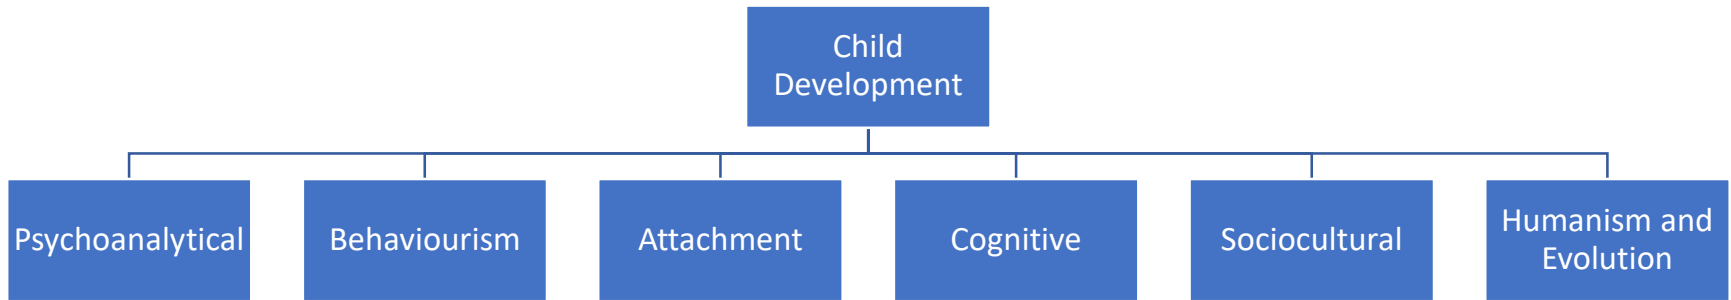 Child
Development
Psychoanalytical
Behaviourism
Attachment
Cognitive
Sociocultural
Humanism and
Evolution